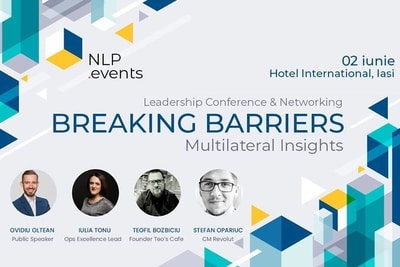 NLP
.events
02 iunie
Hotel International, Iasi
Leadership Conference & Networking
BREAKING BARRIERS
Multilateral Insights
OVIDIU OLTEAN
Public Speaker
IULIA TONU
Ops Excellence Lead
TEOFIL BOZBICIU
Founder Teo's Cafe
STEFAN OPARIUC
CM Revolut